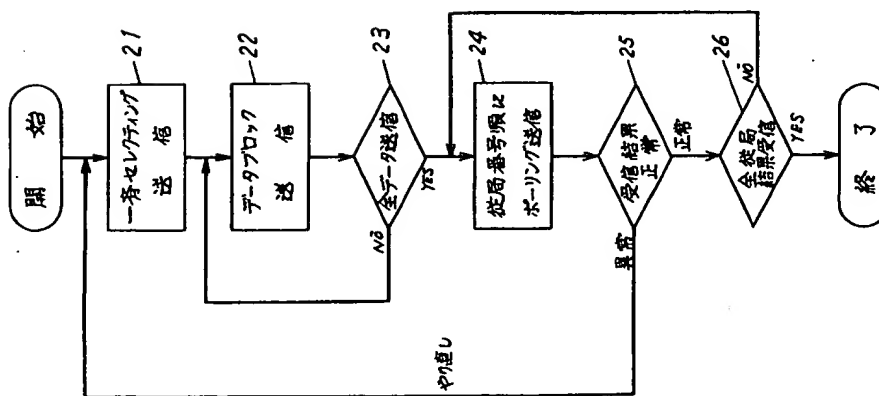 開始
21
一斉セレクティング
送信
22
データブロック
送信
23
全データ送信
NO
YES
24
従局番号順に
ポーリング送信
25
受信結果
正常
異常
正常
やり直し
26
全従局
結果受信
NO
YES
終了